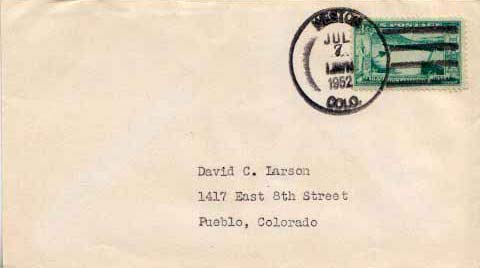 WESTON
JUL
7
1952
COLO.
David C. Larson
1417 East 8th Street
Pueblo, Colorado